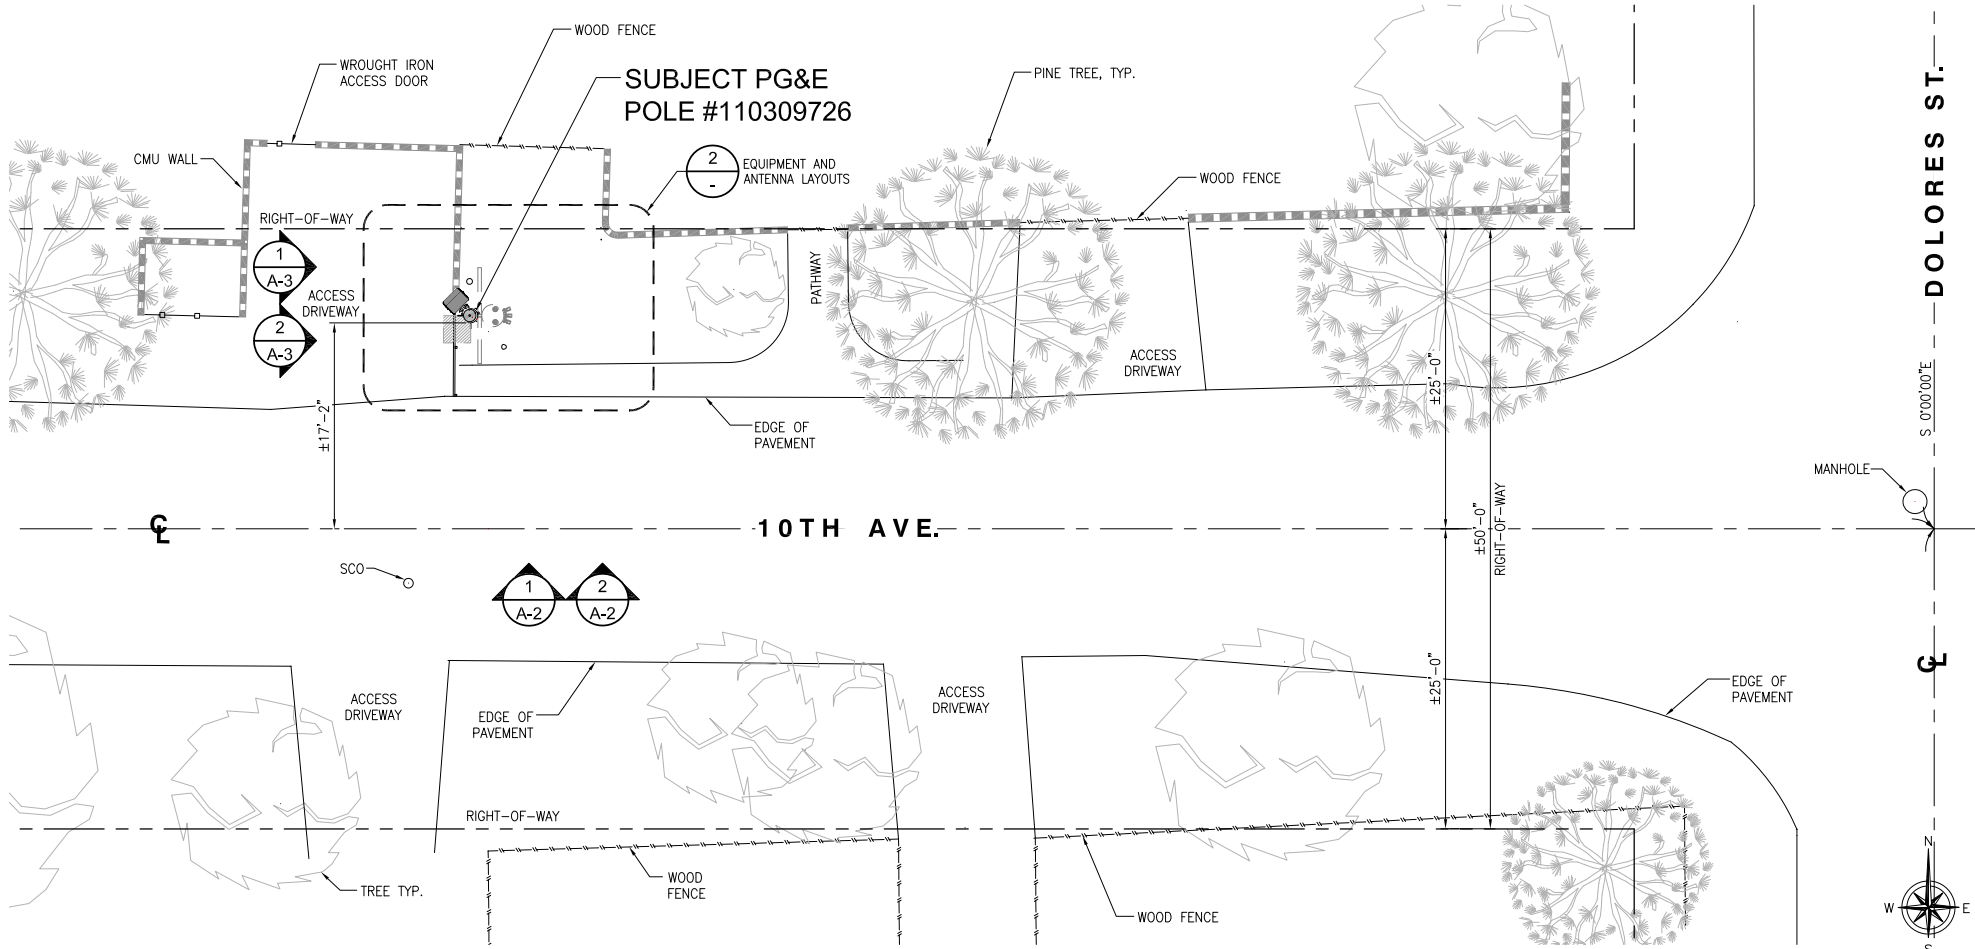 WOOD FENCE
WROUGHT IRON
ACCESS DOOR
SUBJECT PG&E
POLE #110309726
PINE TREE, TYP.
CMU WALL
2
-
EQUIPMENT AND
ANTENNA LAYOUTS
WOOD FENCE
RIGHT-OF-WAY
1
A-3
ACCESS
DRIVEWAY
2
A-3
PATHWAY
ACCESS
DRIVEWAY
±25'-0"
±17'-2"
EDGE OF
PAVEMENT
DOLORES ST.
S 0°00'00"E
MANHOLE
±50'-0"
RIGHT-OF-WAY
CL
10TH AVE.
SCO
1
A-2
2
A-2
±25'-0"
CL
ACCESS
DRIVEWAY
EDGE OF
PAVEMENT
ACCESS
DRIVEWAY
EDGE OF
PAVEMENT
RIGHT-OF-WAY
TREE TYP.
WOOD
FENCE
WOOD FENCE
N
W
E
S